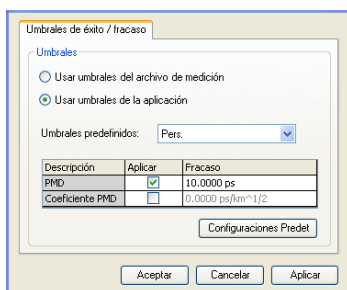 Umbrales de éxito / fracaso
Umbrales
Usar umbrales del archivo de medición
Usar umbrales de la aplicación
Umbrales predefinidos: Pers.
Descripción Aplicar Fracaso
PMD 10.0000 ps
Coeficiente PMD 0.0000 ps/km^1/2
Configuraciones Predet
Aceptar Cancelar Aplicar